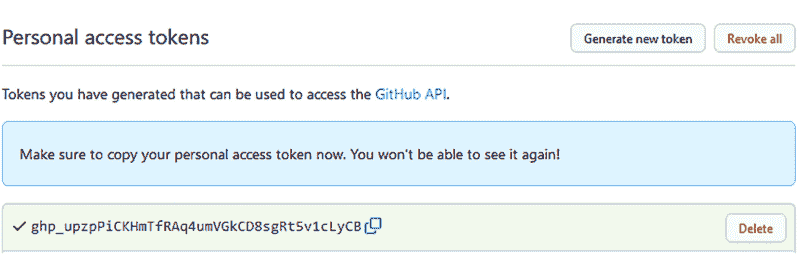 Personal access tokens
Generate new token
Revoke all
Tokens you have generated that can be used to access the GitHub API.
Make sure to copy your personal access token now. You won't be able to see it again!
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
Delete